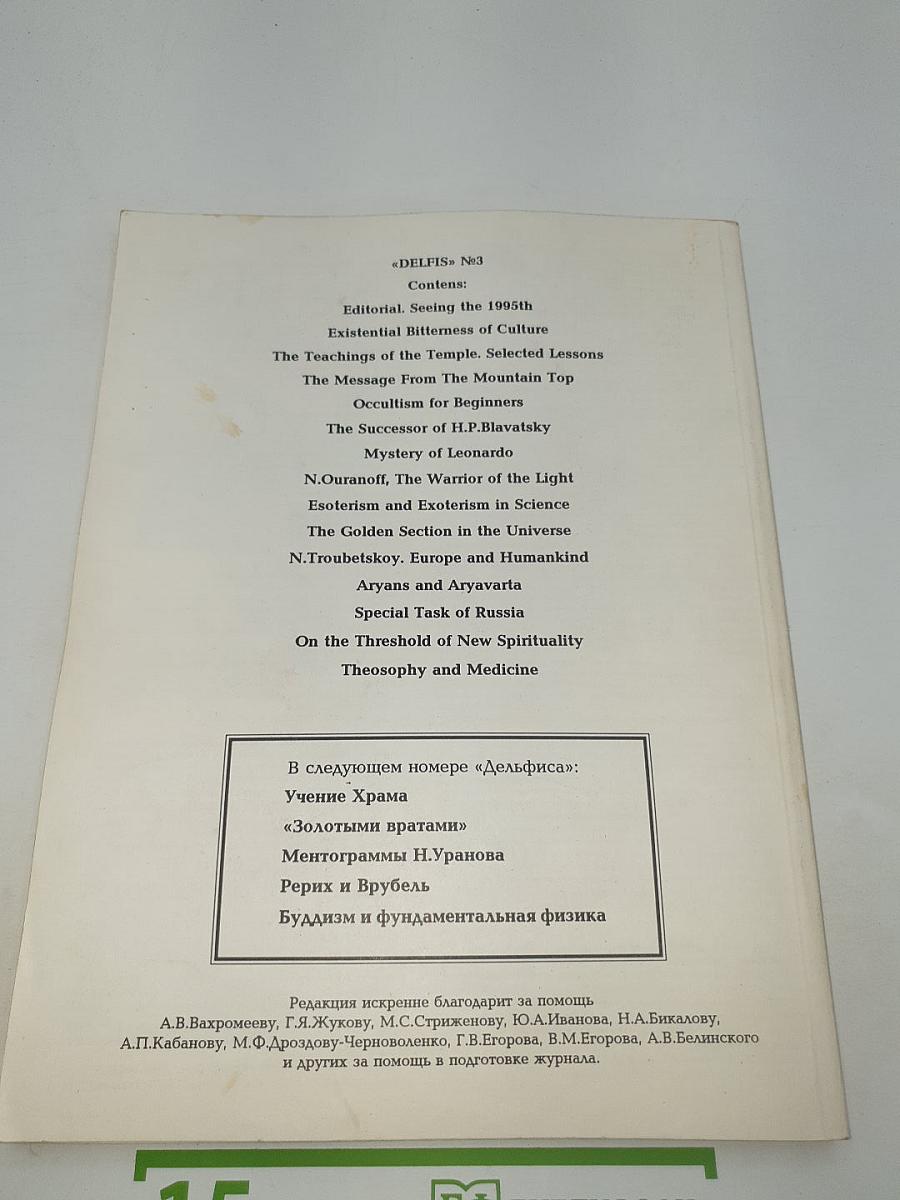 «DELFIS» №3
Contens:
Editorial. Seeing the 1995th
Existential Bitterness of Culture
The Teachings of the Temple. Selected Lessons
The Message From The Mountain Top
Occultism for Beginners
The Successor of H.P.Blavatsky
Mystery of Leonardo
N.Ouranoff, The Warrior of the Light
Esoterism and Exoterism in Science
The Golden Section in the Universe
N.Troubetskoy. Europe and Humankind
Aryans and Aryavarta
Special Task of Russia
On the Threshold of New Spirituality
Theosophy and Medicine
В следующем номере «Дельфиса»:
Учение Храма
«Золотыми вратами»
Ментограммы Н.Уранова
Рерих и Врубель
Буддизм и фундаментальная физика
Редакция искренне благодарит за помощь
А.В.Вахромееву, Г.Я.Жукову, М.С.Стриженову, Ю.А.Иванова, Н.А.Бикалову,
А.П.Кабанову, М.Ф.Дроздову-Черноволенко, Г.В.Егорова, В.М.Егорова, А.В.Белинского
и других за помощь в подготовке журнала.
15